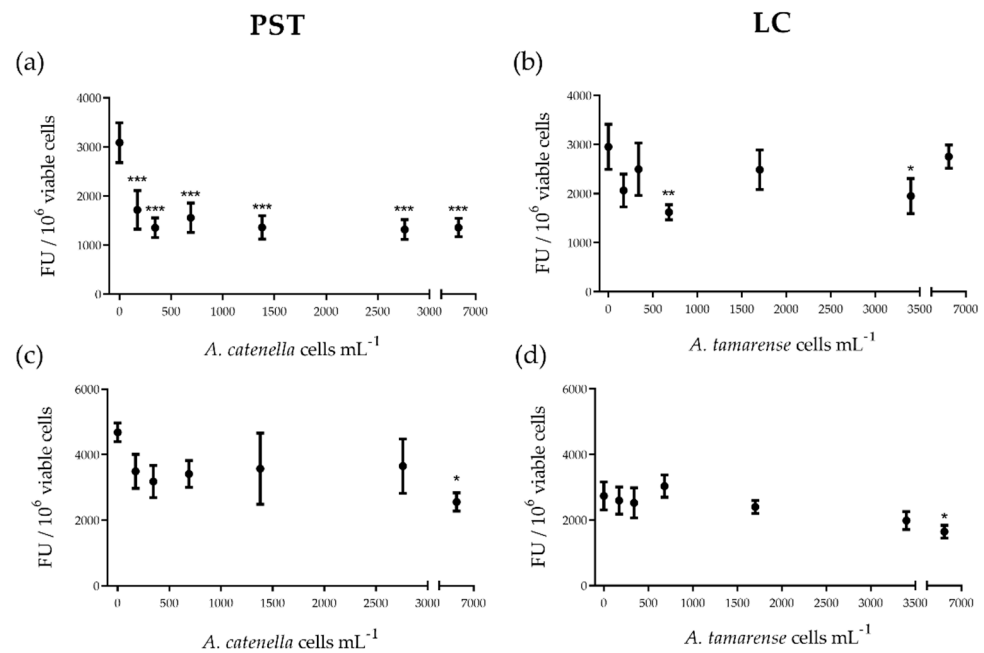 PST
LC
(a)
(b)
FU / 10⁶ viable cells
4000
3000
2000
1000
0
***
***
***
***
***
***
0 500 1000 1500 2000 2500 3000 7000
A. catenella cells mL⁻¹
FU / 10⁶ viable cells
4000
3000
2000
1000
0
**
*
0 500 1000 1500 2000 2500 3000 3500 7000
A. tamarense cells mL⁻¹
(c)
(d)
FU / 10⁶ viable cells
6000
4000
2000
0
*
0 500 1000 1500 2000 2500 3000 7000
A. catenella cells mL⁻¹
FU / 10⁶ viable cells
6000
4000
2000
0
*
0 500 1000 1500 2000 2500 3000 3500 7000
A. tamarense cells mL⁻¹